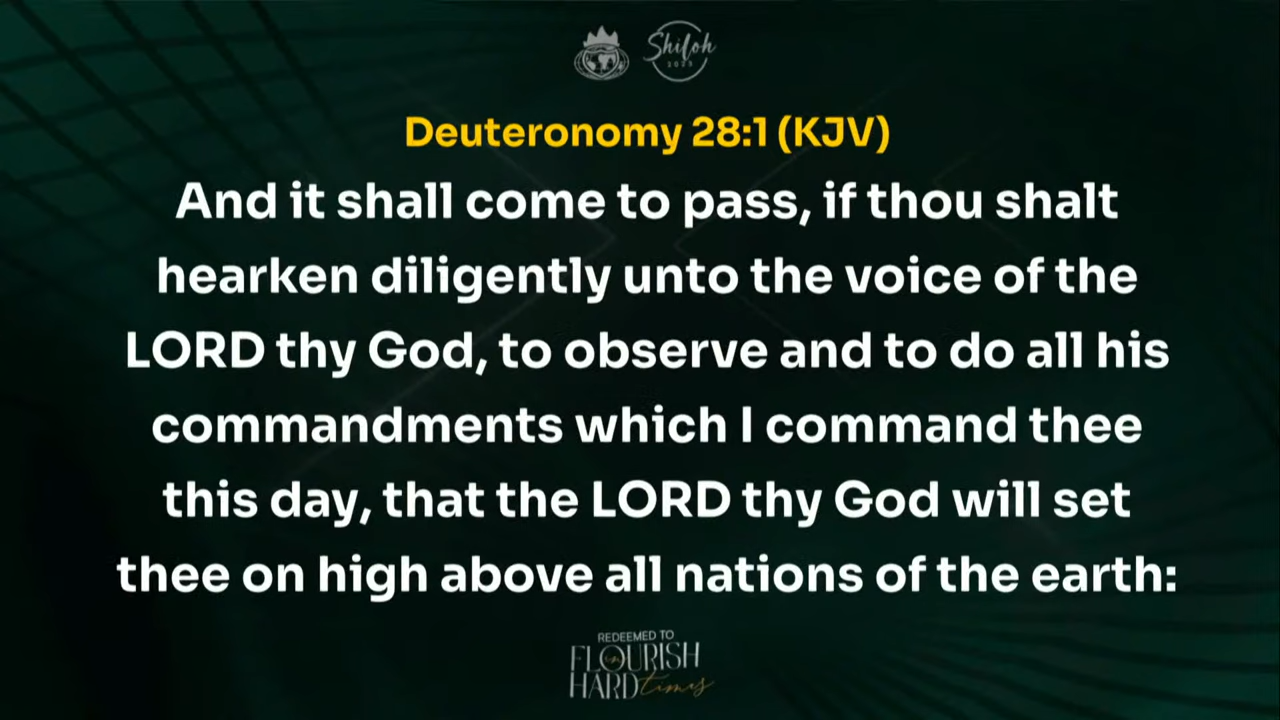 Shiloh
Deuteronomy 28:1 (KJV)
And it shall come to pass, if thou shalt
hearken diligently unto the voice of the
LORD thy God, to observe and to do all his
commandments which I command thee
this day, that the LORD thy God will set
thee on high above all nations of the earth:
REDEEMED TO
FLOURISH
in
HARD times